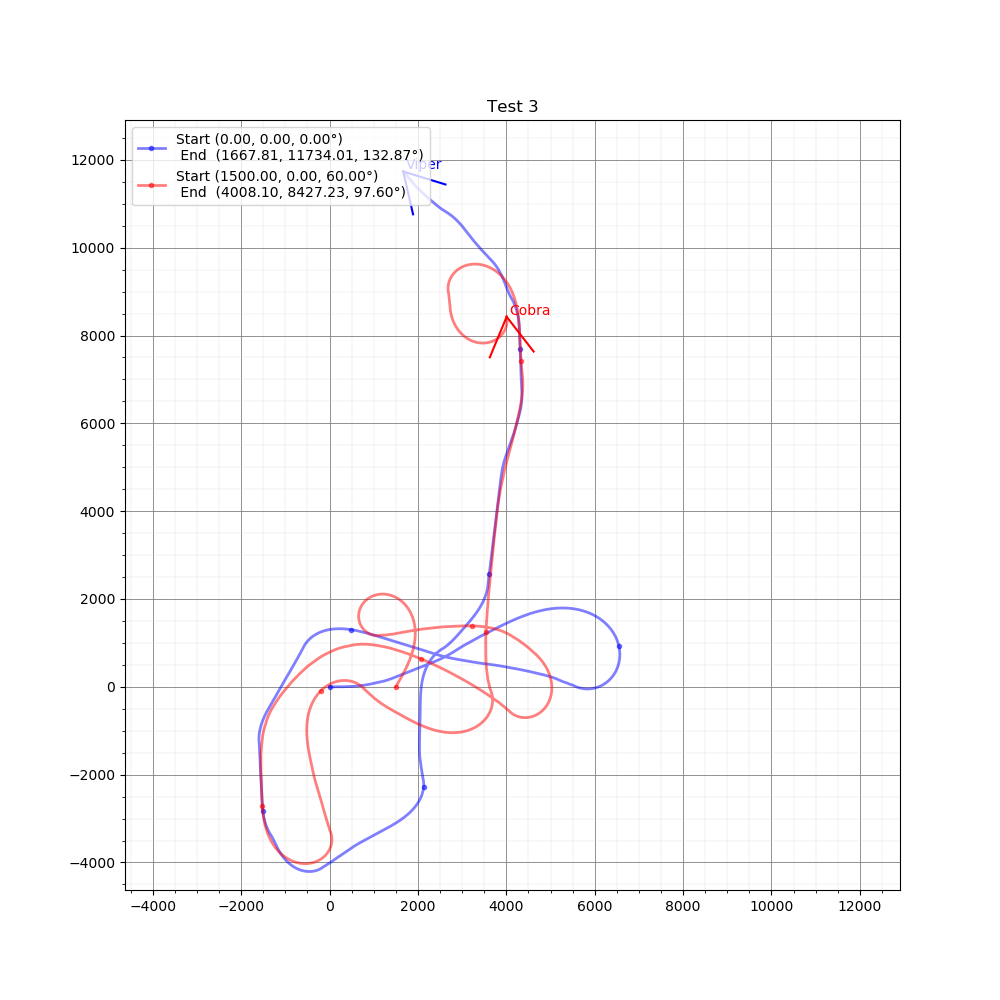 Test 3
Start (0.00, 0.00, 0.00°)
End  (1667.81, 11734.01, 132.87°)
Start (1500.00, 0.00, 60.00°)
End  (4008.10, 8427.23, 97.60°)
Viper
Cobra
12000
10000
8000
6000
4000
2000
0
−2000
−4000
−4000 −2000 0 2000 4000 6000 8000 10000 12000